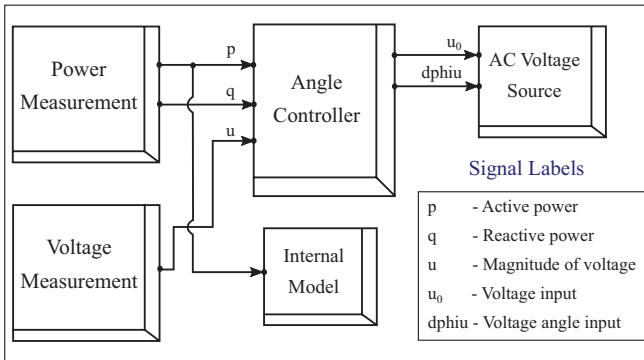 Power
Measurement
p
q
u
Angle
Controller
u₀
dphiu
AC Voltage
Source
Voltage
Measurement
Internal
Model
Signal Labels
p - Active power
q - Reactive power
u - Magnitude of voltage
u₀ - Voltage input
dphiu - Voltage angle input